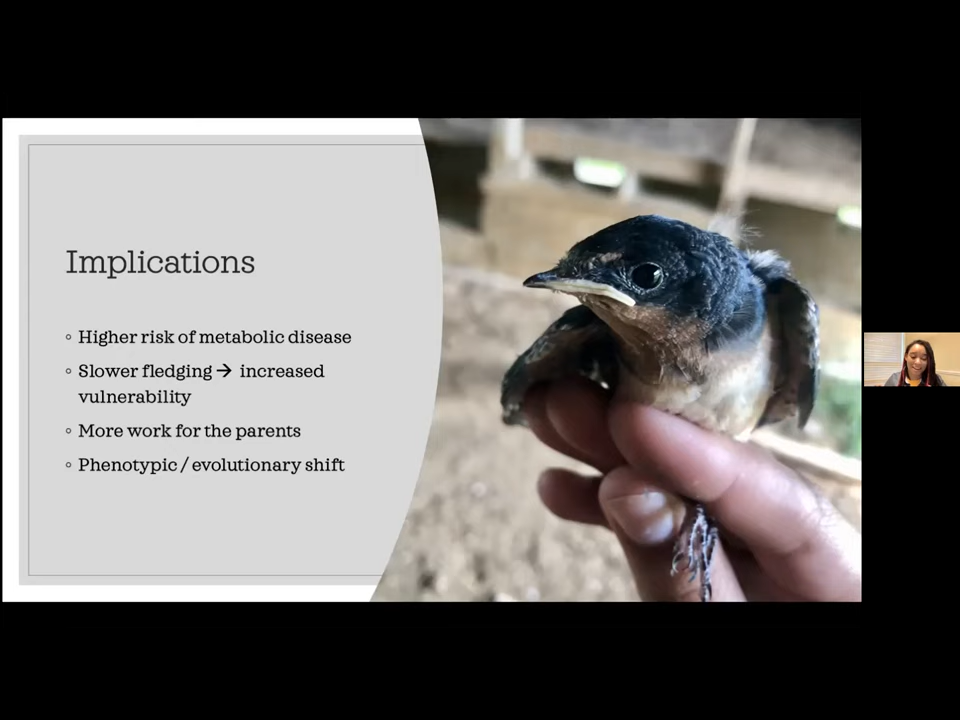 Implications
◦ Higher risk of metabolic disease
◦ Slower fledging → increased
vulnerability
◦ More work for the parents
◦ Phenotypic / evolutionary shift